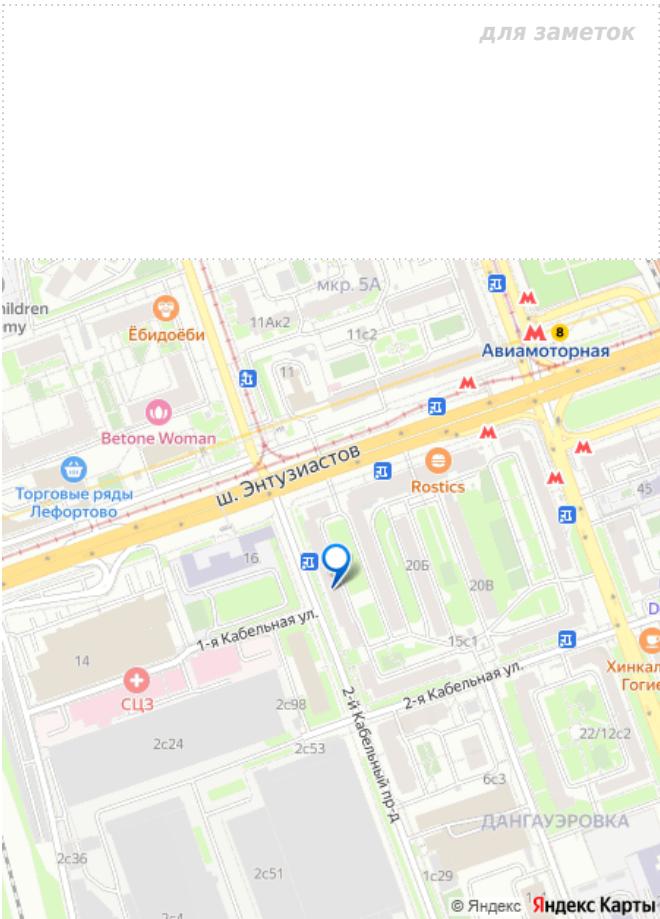 для заметок
мкр. 5А
hildren
my
Ёбидоёби
11Ак2
11с2
8
Авиамоторная
11
Betone Woman
ш. Энтузиастов
Rostics
Торговые ряды
Лефортово
45
16
20Б
20В
1-я Кабельная ул.
15с1
14
СЦЗ
2-я Кабельная ул.
Хинкал
Гогие
2с98
2-й Кабельный пр-д
2с24
2с53
22/12с2
6с3
ДАНГАУЭРОВКА
2с36
2с51
1с29
2с4
© Яндекс Яндекс Карты